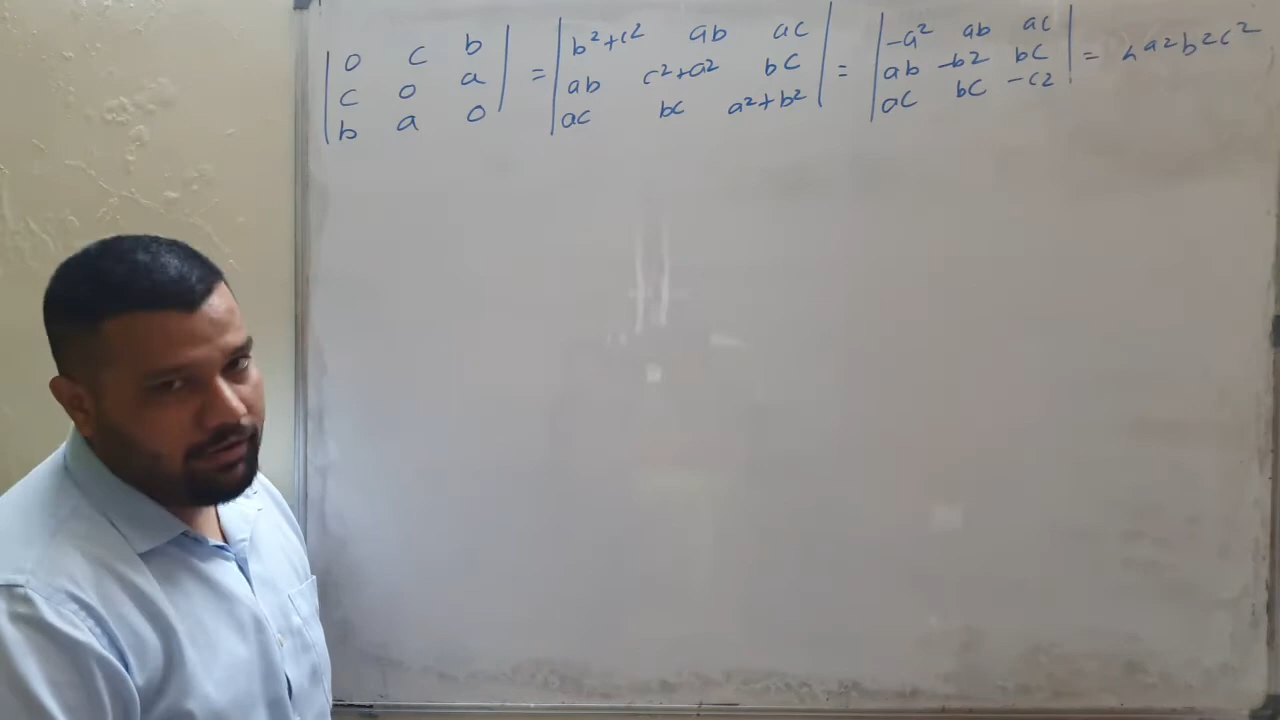 | 0 c b | = | b²+c² ab ac | = | -a² ab ac | = 4a²b²c²
| c 0 a | | ab c²+a² bc | | ab -b2 bc |
| b a 0 | | ac bc a²+b² | | ac bc -c2 |